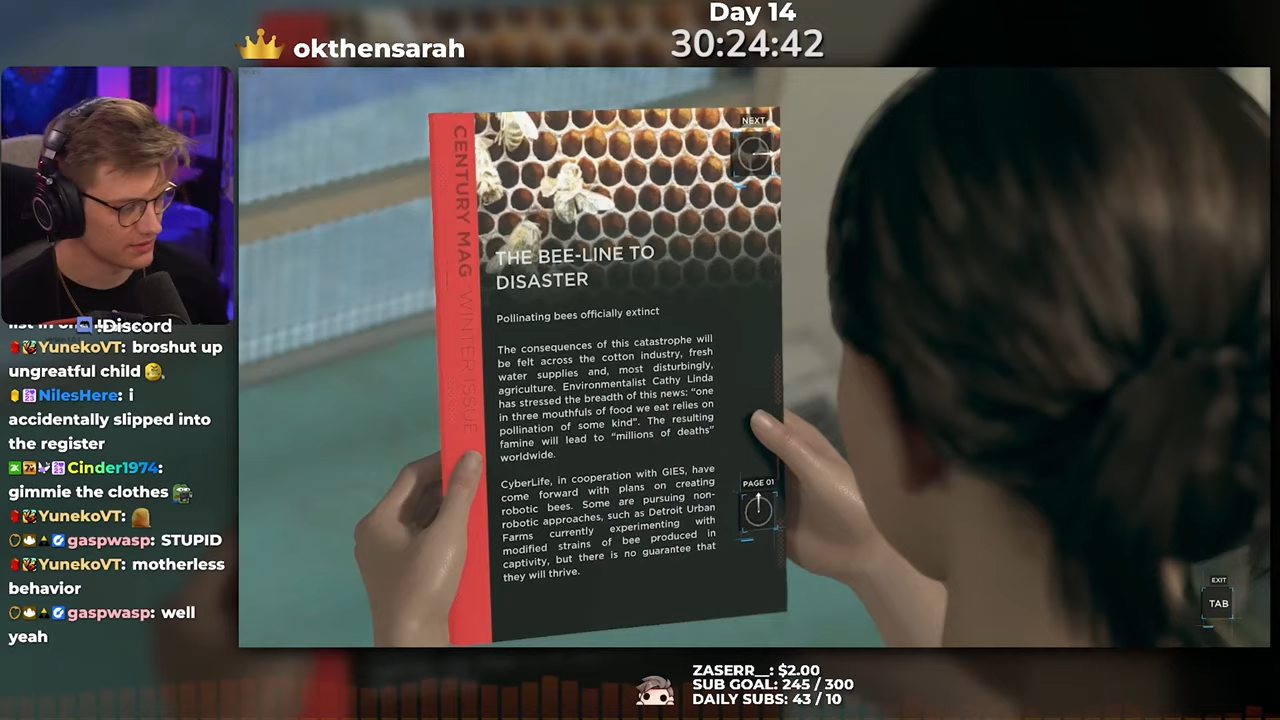 Day 14
okthensarah
30:24:42
!Discord
YunekoVT: broshut up
ungreatful child
NilesHere: i
accidentally slipped into
the register
Cinder1974:
gimmie the clothes
YunekoVT:
gaspwasp: STUPID
YunekoVT: motherless
behavior
gaspwasp: well
yeah
CENTURY MAG WINTER ISSUE
NEXT
THE BEE-LINE TO
DISASTER
Pollinating bees officially extinct
The consequences of this catastrophe will
be felt across the cotton industry, fresh
water supplies and, most disturbingly,
agriculture. Environmentalist Cathy Linda
has stressed the breadth of this news: “one
in three mouthfuls of food we eat relies on
pollination of some kind”. The resulting
famine will lead to “millions of deaths”
worldwide.
CyberLife, in cooperation with GIES, have
come forward with plans on creating
robotic bees. Some are pursuing non-
robotic approaches, such as Detroit Urban
Farms currently experimenting with
modified strains of bee produced in
captivity, but there is no guarantee that
they will thrive.
PAGE 01
EXIT
TAB
ZASERR__: $2.00
SUB GOAL: 245 / 300
DAILY SUBS: 43 / 10